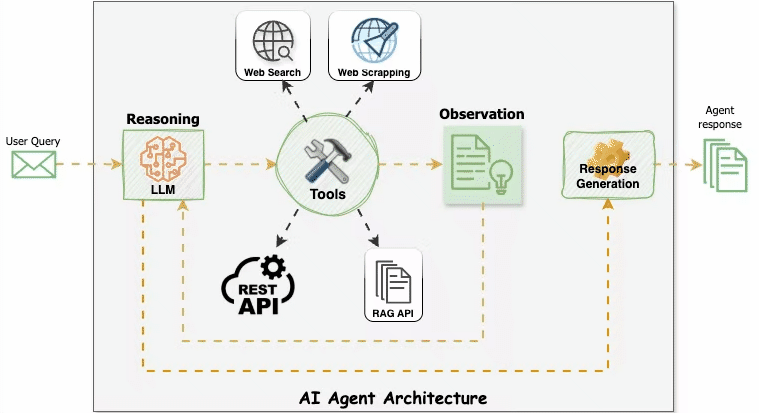 Web Search
Web Scrapping
Reasoning
Observation
Agent
response
User Query
LLM
Tools
Response
Generation
REST
API
RAG API
AI Agent Architecture